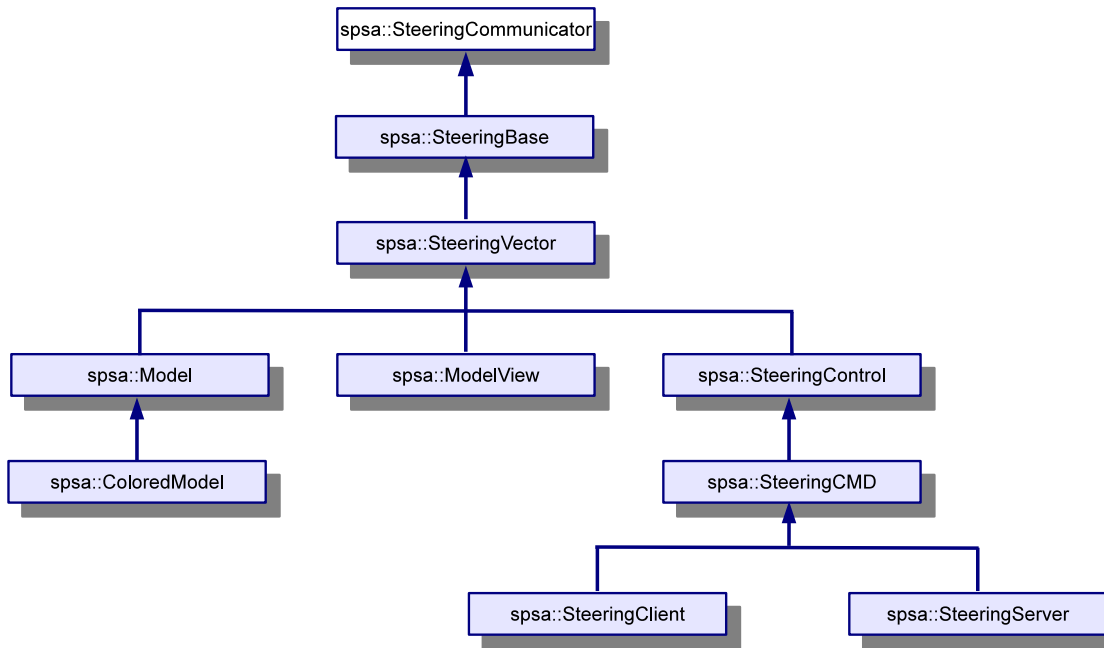 spsa::SteeringCommunicator
spsa::SteeringBase
spsa::SteeringVector
spsa::Model
spsa::ModelView
spsa::SteeringControl
spsa::ColoredModel
spsa::SteeringCMD
spsa::SteeringClient
spsa::SteeringServer